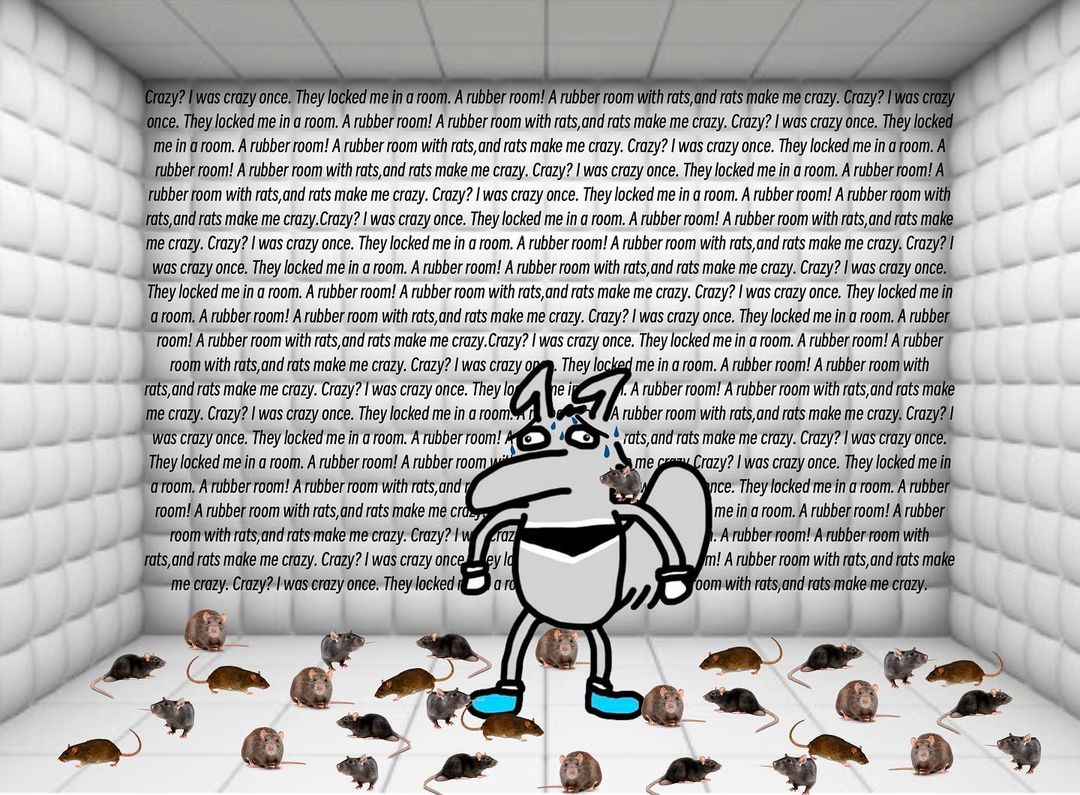 Crazy? I was crazy once. They locked me in a room. A rubber room! A rubber room with rats,and rats make me crazy. Crazy? I was crazy
once. They locked me in a room. A rubber room! A rubber room with rats,and rats make me crazy. Crazy? I was crazy once. They locked
me in a room. A rubber room! A rubber room with rats,and rats make me crazy. Crazy? I was crazy once. They locked me in a room. A
rubber room! A rubber room with rats,and rats make me crazy. Crazy? I was crazy once. They locked me in a room. A rubber room! A
rubber room with rats,and rats make me crazy. Crazy? I was crazy once. They locked me in a room. A rubber room! A rubber room with
rats,and rats make me crazy.Crazy? I was crazy once. They locked me in a room. A rubber room! A rubber room with rats,and rats make
me crazy. Crazy? I was crazy once. They locked me in a room. A rubber room! A rubber room with rats,and rats make me crazy. Crazy? I
was crazy once. They locked me in a room. A rubber room! A rubber room with rats,and rats make me crazy. Crazy? I was crazy once.
They locked me in a room. A rubber room! A rubber room with rats,and rats make me crazy. Crazy? I was crazy once. They locked me in
a room. A rubber room! A rubber room with rats,and rats make me crazy. Crazy? I was crazy once. They locked me in a room. A rubber
room! A rubber room with rats,and rats make me crazy.Crazy? I was crazy once. They locked me in a room. A rubber room! A rubber
room with rats,and rats make me crazy. Crazy? I was crazy They locked me in a room. A rubber room! A rubber room with
rats,and rats make me crazy. Crazy? I was crazy once. They A rubber room! A rubber room with rats,and rats make
me crazy. Crazy? I was crazy once. They locked me in a room. A rubber room with rats,and rats make me crazy. Crazy? I
was crazy once. They locked me in a room. A rubber room! rats,and rats make me crazy. Crazy? I was crazy once.
They locked me in a room. A rubber room! A rubber room me crazy Crazy? I was crazy once. They locked me in
a room. A rubber room! A rubber room with rats,and They locked me in a room. A rubber
room! A rubber room with rats,and rats make me me in a room. A rubber room! A rubber
room with rats,and rats make me crazy. Crazy? I A rubber room! A rubber room with
rats,and rats make me crazy. Crazy? I was crazy once A rubber room with rats,and rats make
me crazy. Crazy? I was crazy once. They locked with rats,and rats make me crazy.